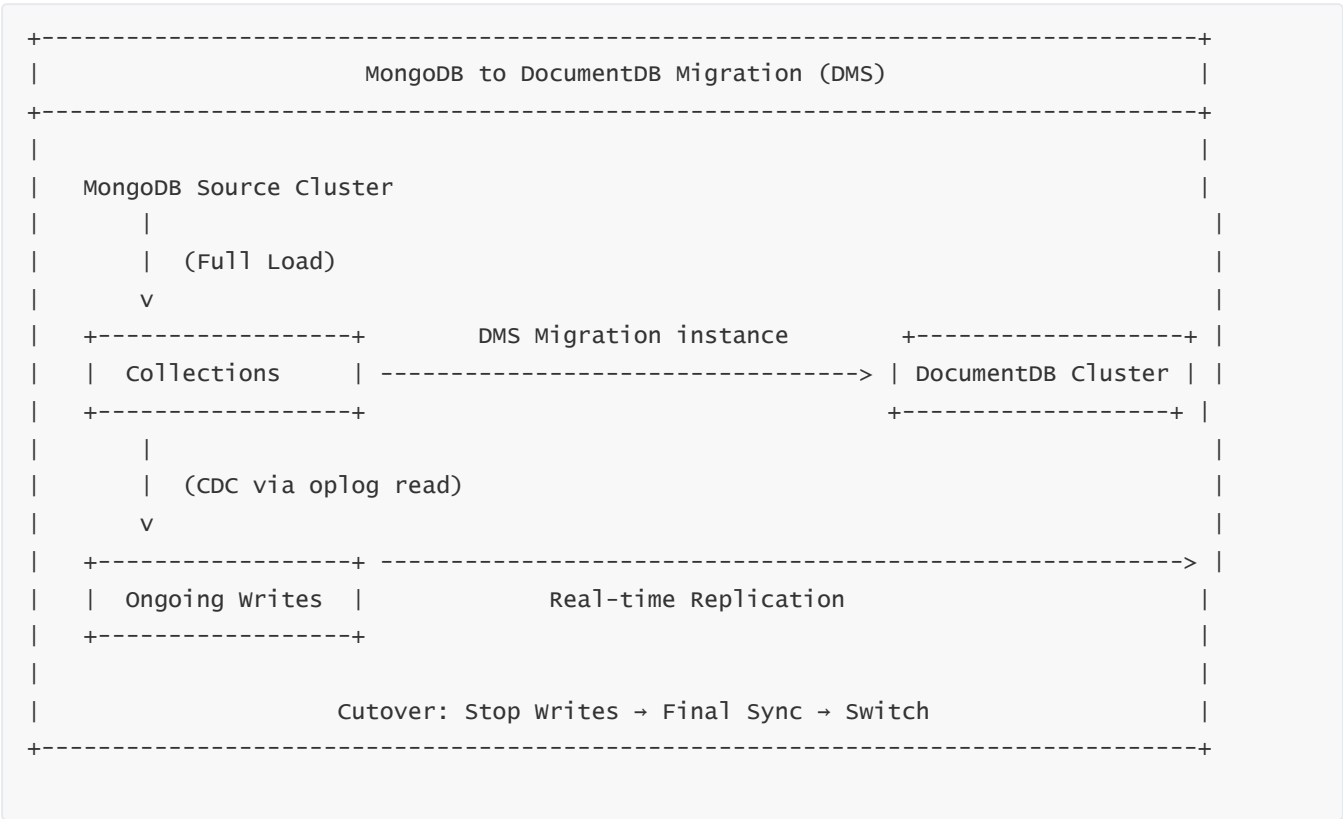 +----------------------------------------------------------------------------------+
|                       MongoDB to DocumentDB Migration (DMS)                      |
+----------------------------------------------------------------------------------+
|                                                                                  |
|   MongoDB Source Cluster                                                         |
|       |                                                                           |
|       |  (Full Load)                                                              |
|       v                                                                           |
|   +------------------+        DMS Migration instance        +-------------------+ |
|   |  Collections     | ----------------------------------> | DocumentDB Cluster | |
|   +------------------+                                     +-------------------+ |
|       |                                                                           |
|       |  (CDC via oplog read)                                                     |
|       v                                                                           |
|   +------------------+ ---------------------------------------------------------> |
|   |  Ongoing Writes  |             Real-time Replication                         |
|   +------------------+                                                           |
|                                                                                  |
|                     Cutover: Stop Writes → Final Sync → Switch                   |
+----------------------------------------------------------------------------------+